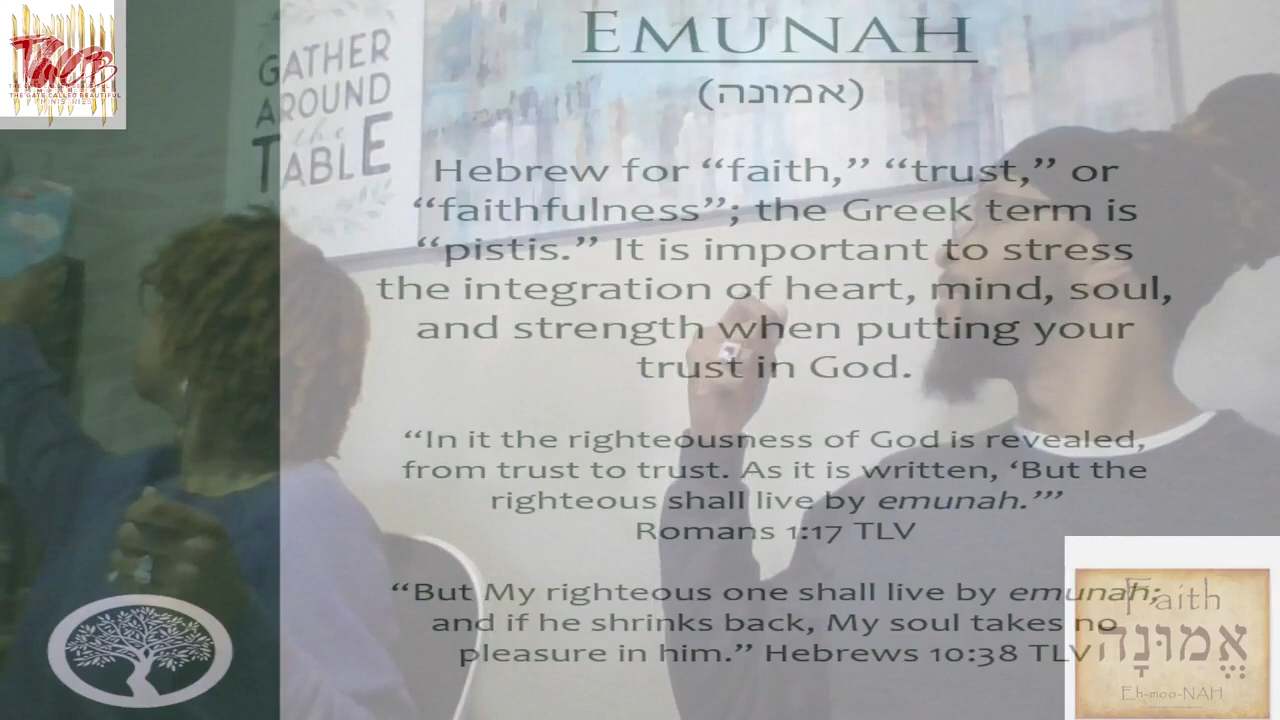 TGCB
THE GATE CALLED BEAUTIFUL
MINISTRIES
GATHER
AROUND
the
TABLE
EMUNAH
(אמונה)
Hebrew for “faith,” “trust,” or
“faithfulness”; the Greek term is
“pistis.” It is important to stress
the integration of heart, mind, soul,
and strength when putting your
trust in God.
“In it the righteousness of God is revealed,
from trust to trust. As it is written, ‘But the
righteous shall live by emunah.’”
Romans 1:17 TLV
“But My righteous one shall live by emunah;
and if he shrinks back, My soul takes no
pleasure in him.” Hebrews 10:38 TLV
Faith
אֱמוּנָה
Eh-moo-NAH